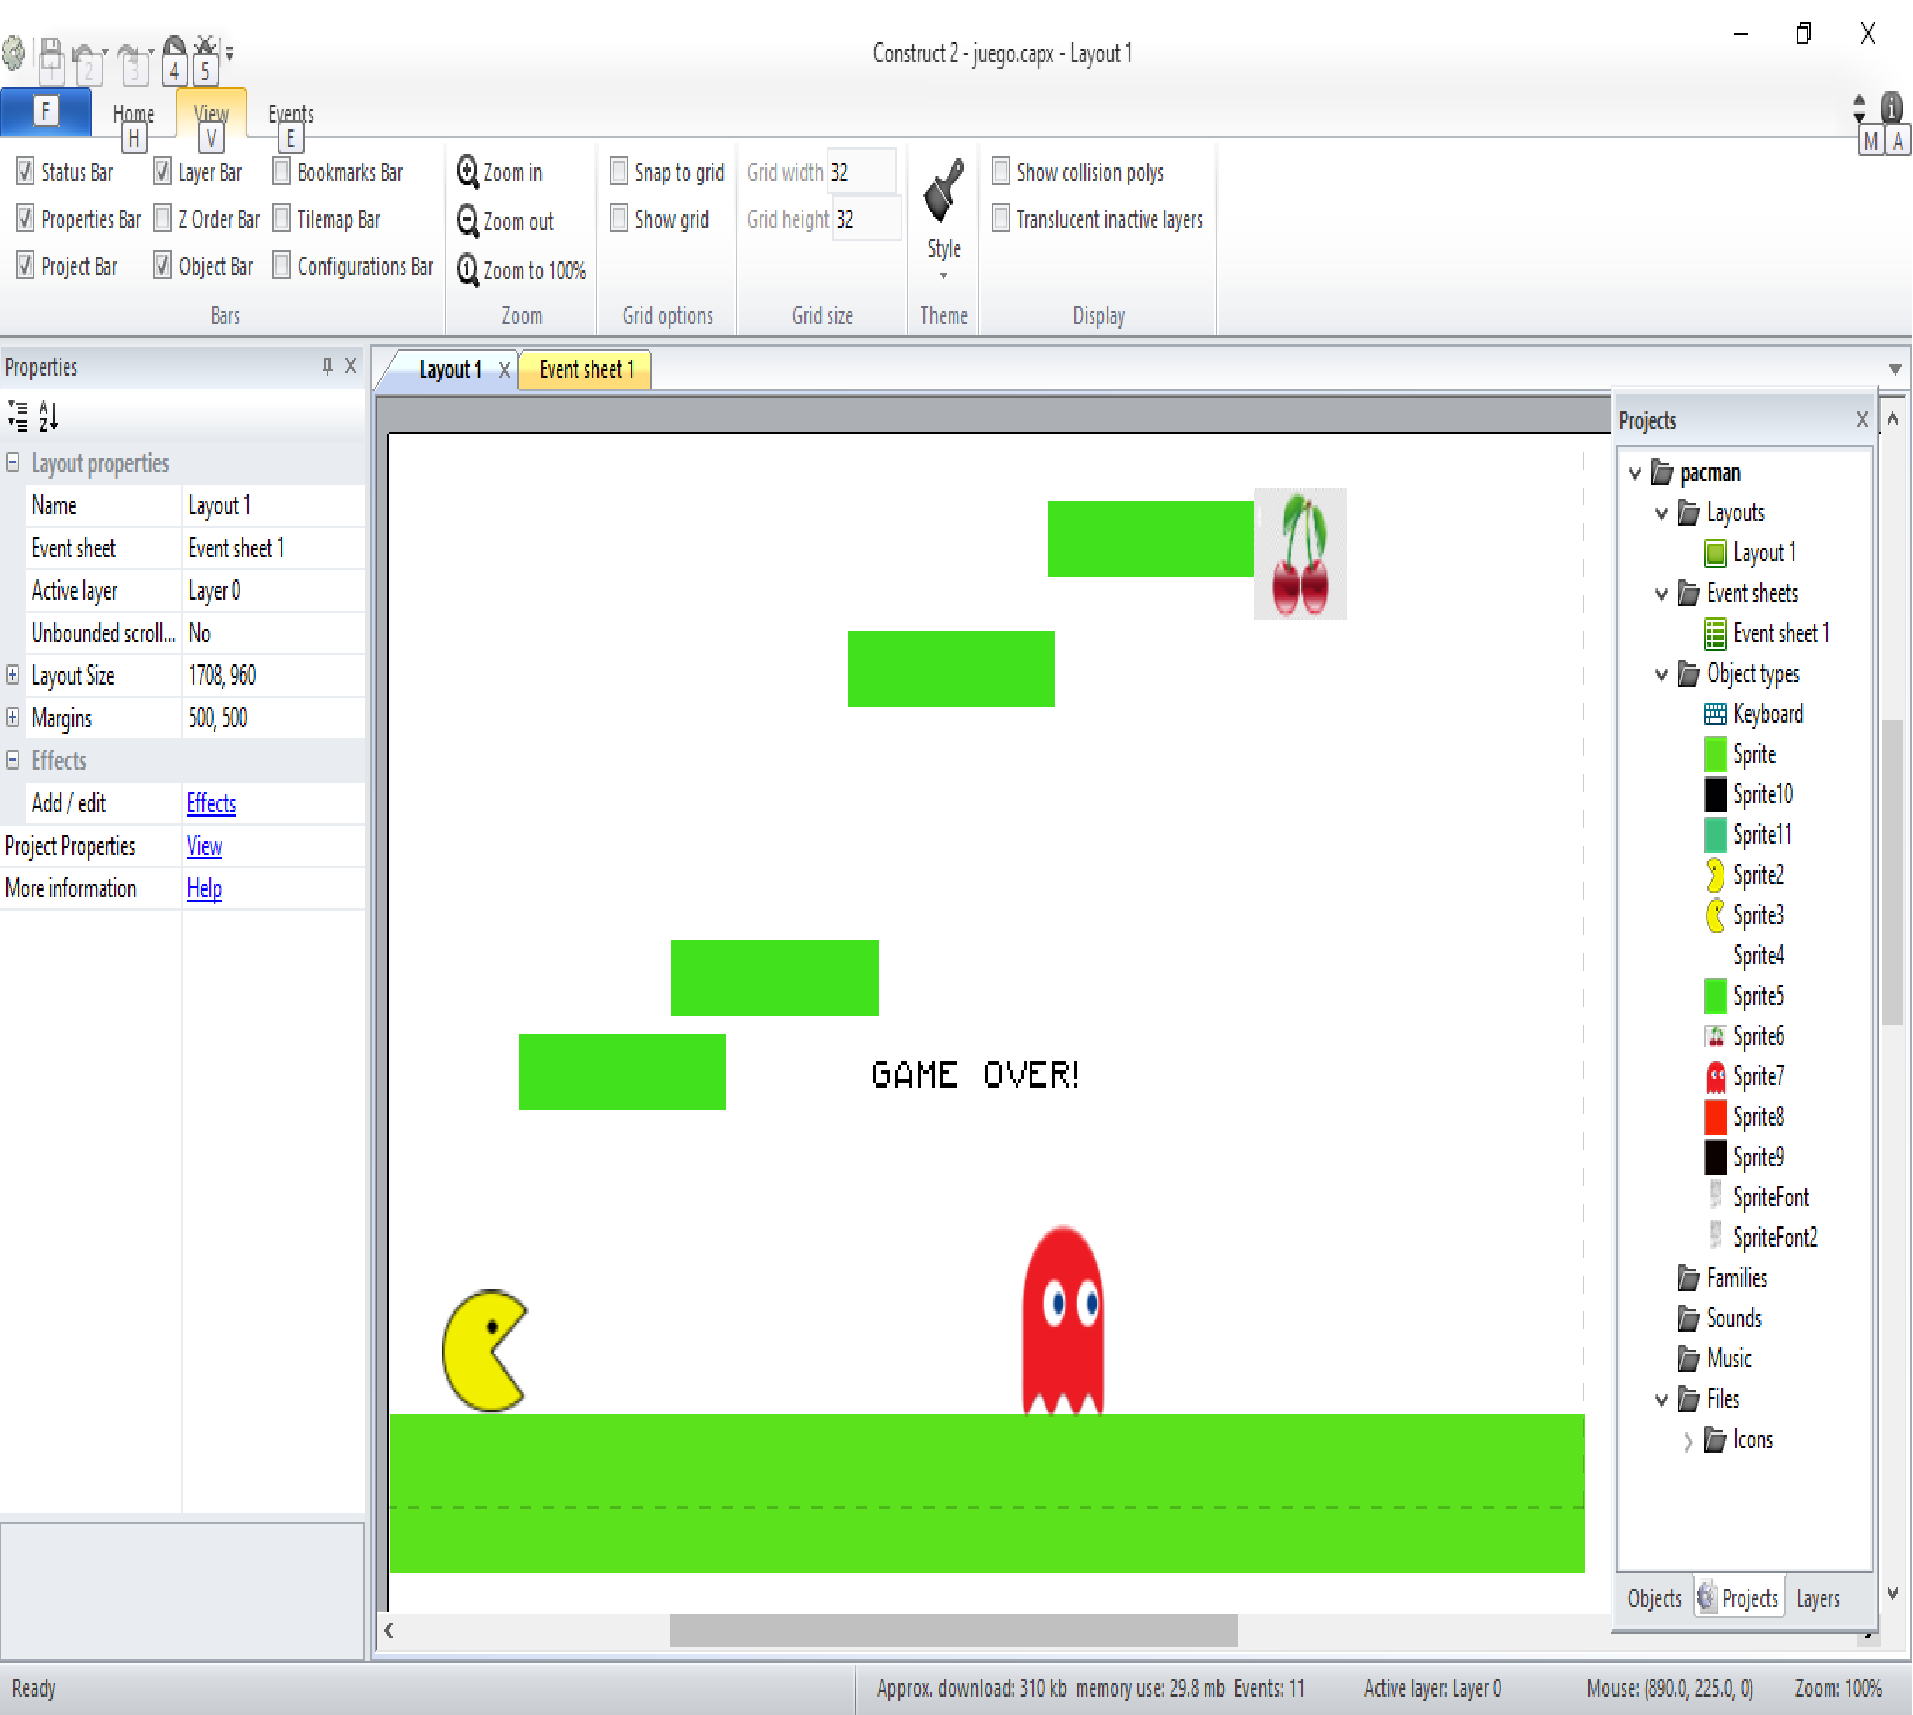 Construct 2 - juego.capx - Layout 1
1 2 3 4 5
F Home View Events
H V E M A
Status Bar Layer Bar Bookmarks Bar Zoom in Snap to grid Grid width 32 Show collision polys
Properties Bar Z Order Bar Tilemap Bar Zoom out Show grid Grid height 32 Translucent inactive layers
Style
Project Bar Object Bar Configurations Bar Zoom to 100%
Bars Zoom Grid options Grid size Theme Display
Properties
Layout properties
Name Layout 1
Event sheet Event sheet 1
Active layer Layer 0
Unbounded scroll... No
Layout Size 1708, 960
Margins 500, 500
Effects
Add / edit Effects
Project Properties View
More information Help
Layout 1 Event sheet 1
GAME OVER!
Projects
pacman
Layouts
Layout 1
Event sheets
Event sheet 1
Object types
Keyboard
Sprite
Sprite10
Sprite11
Sprite2
Sprite3
Sprite4
Sprite5
Sprite6
Sprite7
Sprite8
Sprite9
SpriteFont
SpriteFont2
Families
Sounds
Music
Files
Icons
Objects Projects Layers
Ready Approx. download: 310 kb memory use: 29.8 mb Events: 11 Active layer: Layer 0 Mouse: (890.0, 225.0, 0) Zoom: 100%